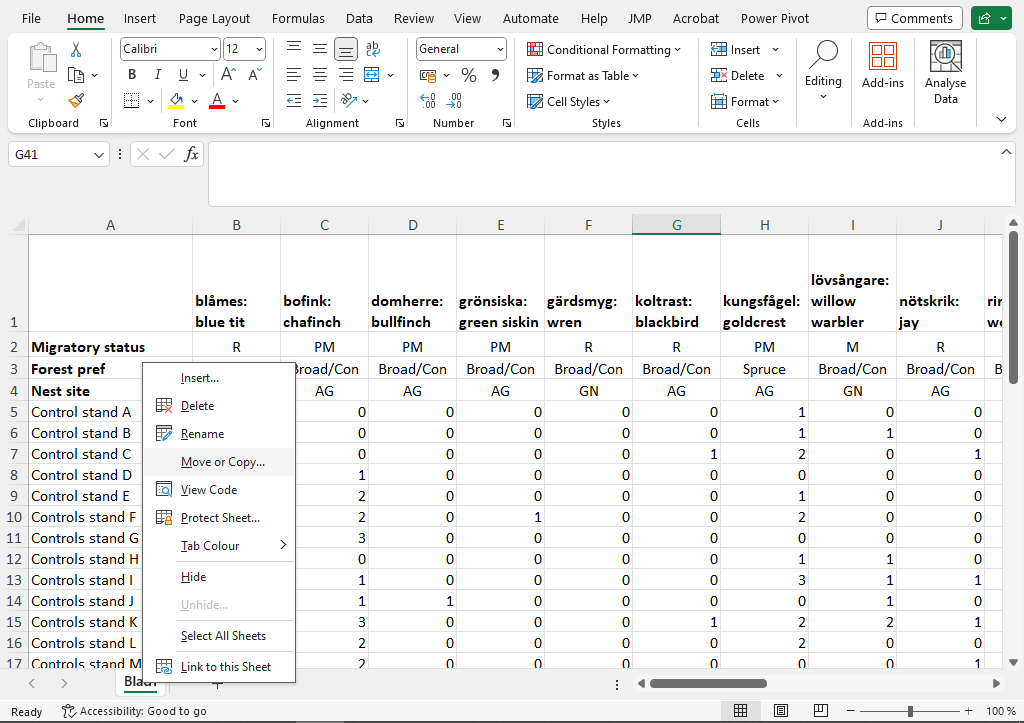 File Home Insert Page Layout Formulas Data Review View Automate Help JMP Acrobat Power Pivot Comments
Paste
Clipboard
Calibri 12
B I U A A
A
Font
ab
Alignment
General
% ,
Number
Conditional Formatting
Format as Table
Cell Styles
Styles
Insert
Delete
Format
Cells
Editing
Add-ins
Add-ins
Analyse
Data
G41 fx
A B C D E F G H I J
1 blåmes: blue tit bofink: chafinch domherre: bullfinch grönsiska: green siskin gärdsmyg: wren koltrast: blackbird kungsfågel: goldcrest lövsångare: willow warbler nötskrik: jay
2 Migratory status R PM PM PM R R PM M R
3 Forest pref Broad/Con Broad/Con Broad/Con Broad/Con Broad/Con Spruce Broad/Con Broad/Con
4 Nest site AG AG AG GN AG AG GN AG
5 Control stand A 0 0 0 0 0 1 0 0
6 Control stand B 0 0 0 0 0 1 1 0
7 Control stand C 0 0 0 0 1 2 0 1
8 Control stand D 1 0 0 0 0 0 0 0
9 Control stand E 2 0 0 0 0 1 0 0
10 Controls stand F 2 0 1 0 0 2 0 0
11 Controls stand G 3 0 0 0 0 0 0 0
12 Controls stand H 0 0 0 0 0 1 1 0
13 Controls stand I 1 0 0 0 0 3 1 1
14 Controls stand J 1 1 0 0 0 0 1 0
15 Controls stand K 3 0 0 0 1 2 2 1
16 Controls stand L 2 0 0 0 0 2 0 0
17 Controls stand M 2 0 0 0 0 0 0 1
Insert...
Delete
Rename
Move or Copy...
View Code
Protect Sheet...
Tab Colour
Hide
Unhide...
Select All Sheets
Link to this Sheet
Blad1
Ready Accessibility: Good to go 100 %